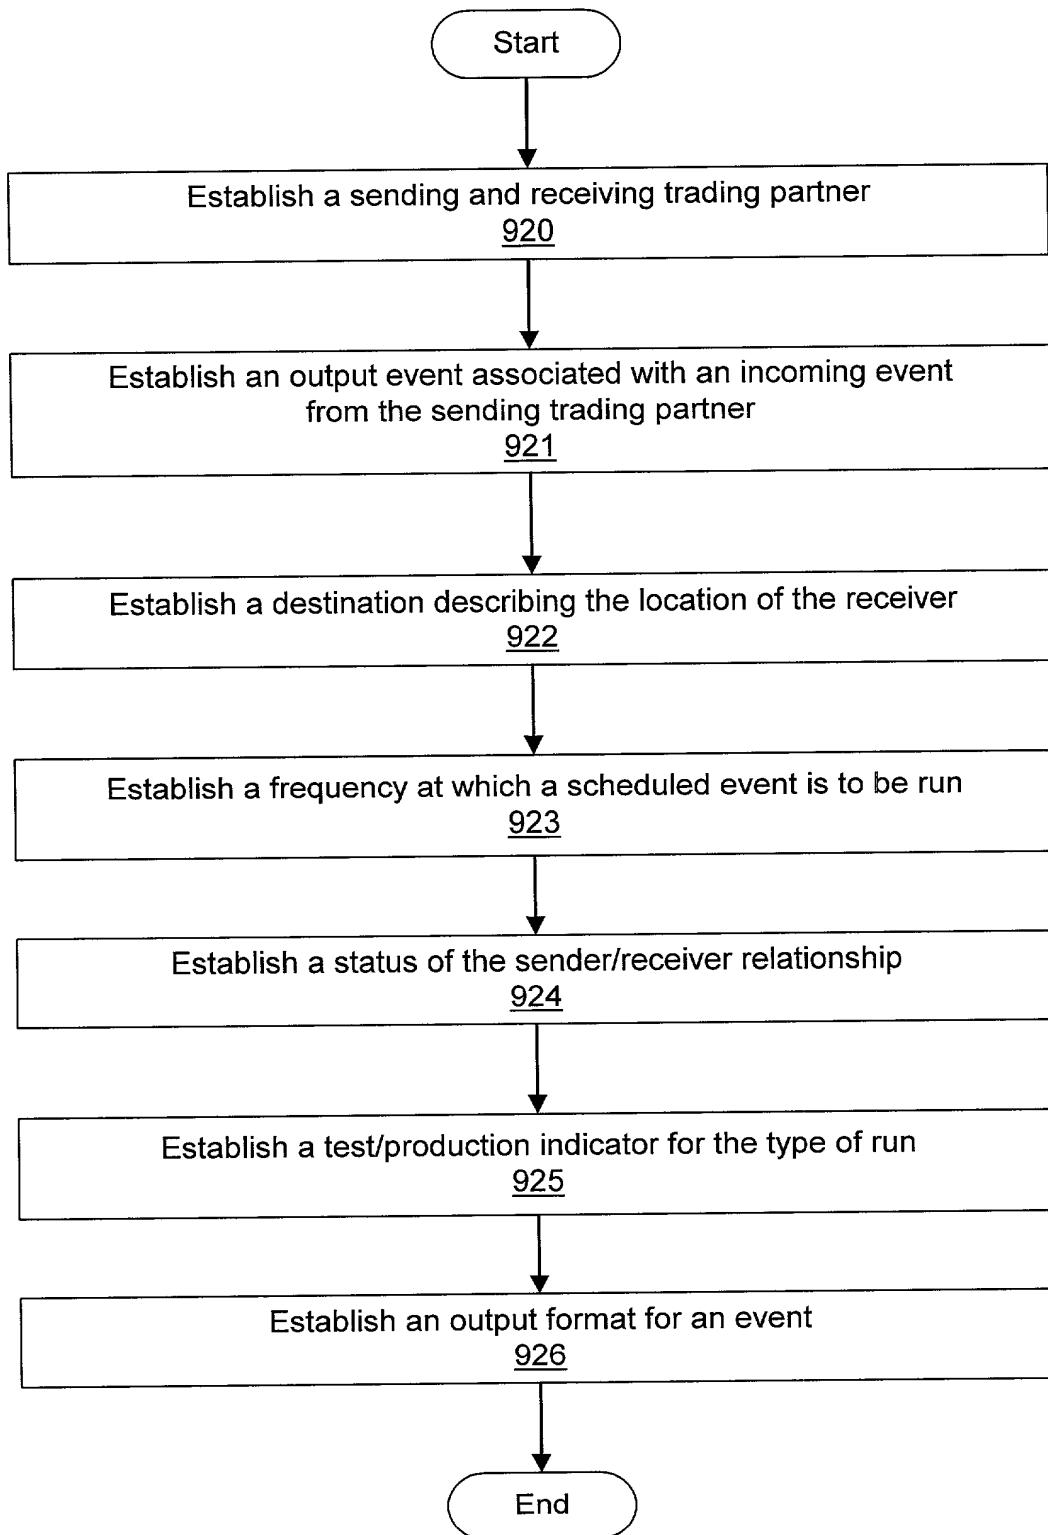 Start
Establish a sending and receiving trading partner
920
Establish an output event associated with an incoming event
from the sending trading partner
921
Establish a destination describing the location of the receiver
922
Establish a frequency at which a scheduled event is to be run
923
Establish a status of the sender/receiver relationship
924
Establish a test/production indicator for the type of run
925
Establish an output format for an event
926
End